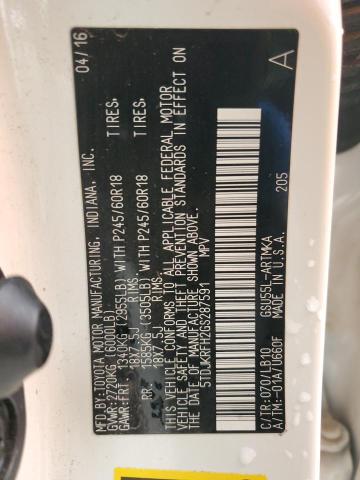 MFD.BY:TOYOTA MOTOR MANUFACTURING, INDIANA, INC. 04/16
GVWR:2720KG (6000LB)
GAWR:FRT. 1340KG (2955LB) WITH P245/60R18 TIRES,
18X7.5J RIMS,
RR. 1585KG (3505LB) WITH P245/60R18 TIRES,
18X7.5J RIMS,
THIS VEHICLE CONFORMS TO ALL APPLICABLE FEDERAL MOTOR
VEHICLE SAFETY AND THEFT PREVENTION STANDARDS IN EFFECT ON
THE DATE OF MANUFACTURE SHOWN ABOVE.
5TDJKRFH2GS287591 MPV
A
205
C/TR:070/LB10 GSU55L-ARTMKA
A/TM:-01A/U660F MADE IN U.S.A.